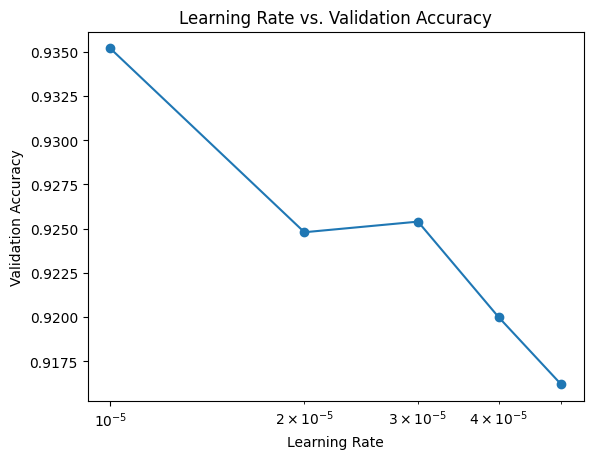 Learning Rate vs. Validation Accuracy
Validation Accuracy
0.9350
0.9325
0.9300
0.9275
0.9250
0.9225
0.9200
0.9175
10⁻⁵
2 × 10⁻⁵
3 × 10⁻⁵
4 × 10⁻⁵
Learning Rate